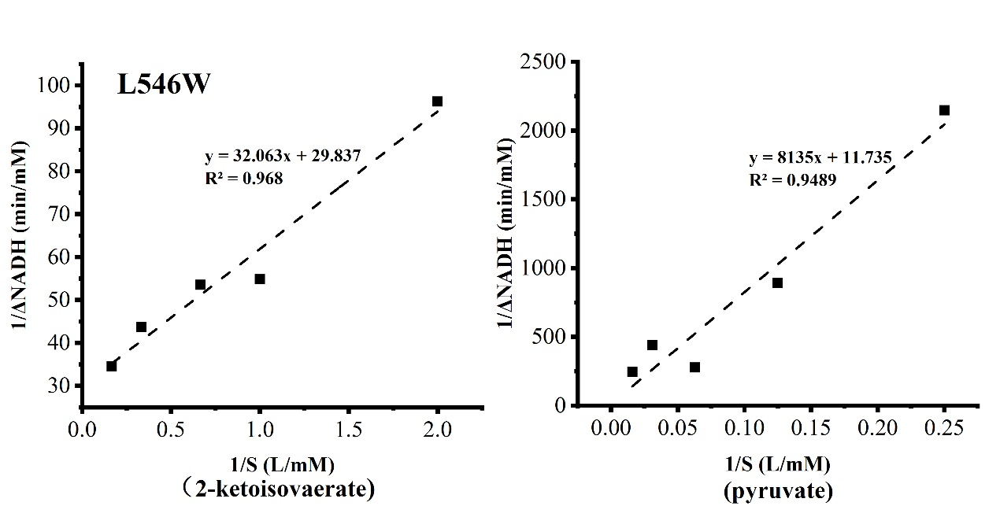 L546W
1/ΔNADH (min/mM)
100
90
80
70
60
50
40
30
y = 32.063x + 29.837
R² = 0.968
0.0 0.5 1.0 1.5 2.0
1/S (L/mM)
（2-ketoisovaerate)
1/ΔNADH (min/mM)
2500
2000
1500
1000
500
0
y = 8135x + 11.735
R² = 0.9489
0.00 0.05 0.10 0.15 0.20 0.25
1/S (L/mM)
(pyruvate)